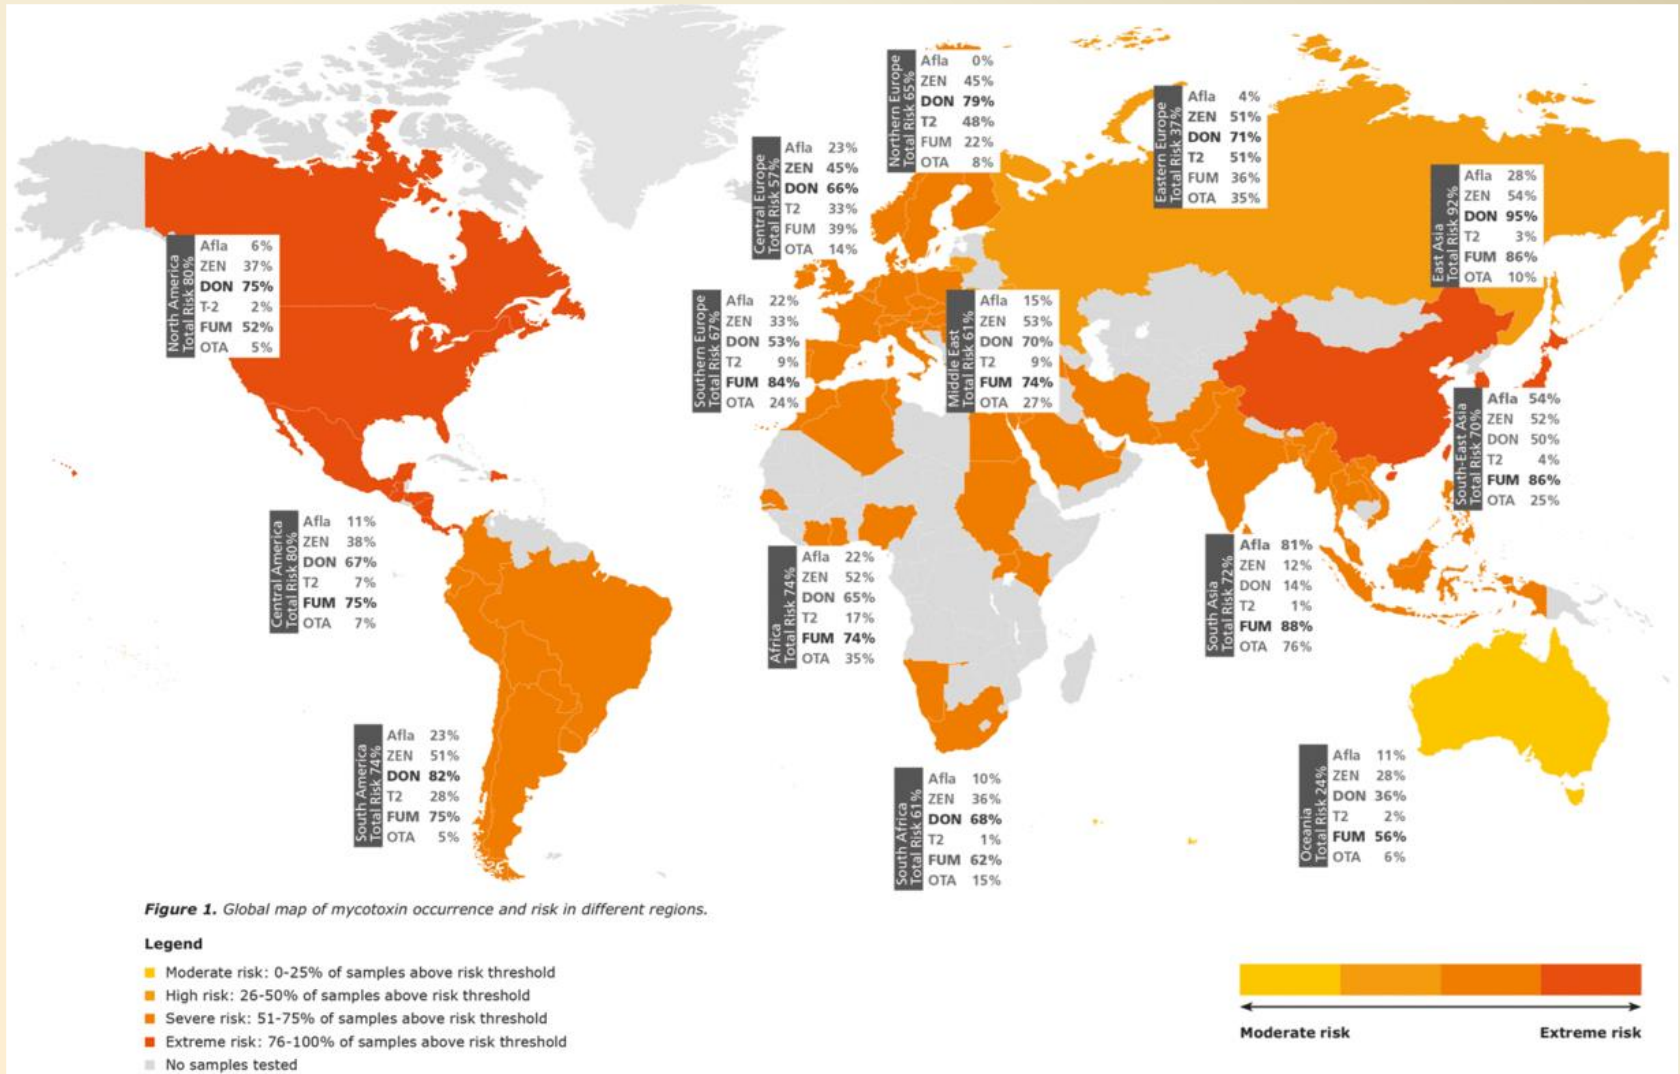 Northern Europe
Total Risk 65%
Afla 0%
ZEN 45%
DON 79%
T2 48%
FUM 22%
OTA 8%
Eastern Europe
Total Risk 37%
Afla 4%
ZEN 51%
DON 71%
T2 51%
FUM 36%
OTA 35%
Central Europe
Total Risk 57%
Afla 23%
ZEN 45%
DON 66%
T2 33%
FUM 39%
OTA 14%
East Asia
Total Risk 92%
Afla 28%
ZEN 54%
DON 95%
T2 3%
FUM 86%
OTA 10%
North America
Total Risk 80%
Afla 6%
ZEN 37%
DON 75%
T-2 2%
FUM 52%
OTA 5%
Southern Europe
Total Risk 67%
Afla 22%
ZEN 33%
DON 53%
T2 9%
FUM 84%
OTA 24%
Middle East
Total Risk 61%
Afla 15%
ZEN 53%
DON 70%
T2 9%
FUM 74%
OTA 27%
South-East Asia
Total Risk 70%
Afla 54%
ZEN 52%
DON 50%
T2 4%
FUM 86%
OTA 25%
Central America
Total Risk 80%
Afla 11%
ZEN 38%
DON 67%
T2 7%
FUM 75%
OTA 7%
Africa
Total Risk 74%
Afla 22%
ZEN 52%
DON 65%
T2 17%
FUM 74%
OTA 35%
South Asia
Total Risk 72%
Afla 81%
ZEN 12%
DON 14%
T2 1%
FUM 88%
OTA 76%
South America
Total Risk 74%
Afla 23%
ZEN 51%
DON 82%
T2 28%
FUM 75%
OTA 5%
South Africa
Total Risk 61%
Afla 10%
ZEN 36%
DON 68%
T2 1%
FUM 62%
OTA 15%
Oceania
Total Risk 24%
Afla 11%
ZEN 28%
DON 36%
T2 2%
FUM 56%
OTA 6%
Figure 1. Global map of mycotoxin occurrence and risk in different regions.
Legend
Moderate risk: 0-25% of samples above risk threshold
High risk: 26-50% of samples above risk threshold
Severe risk: 51-75% of samples above risk threshold
Extreme risk: 76-100% of samples above risk threshold
No samples tested
Moderate risk Extreme risk